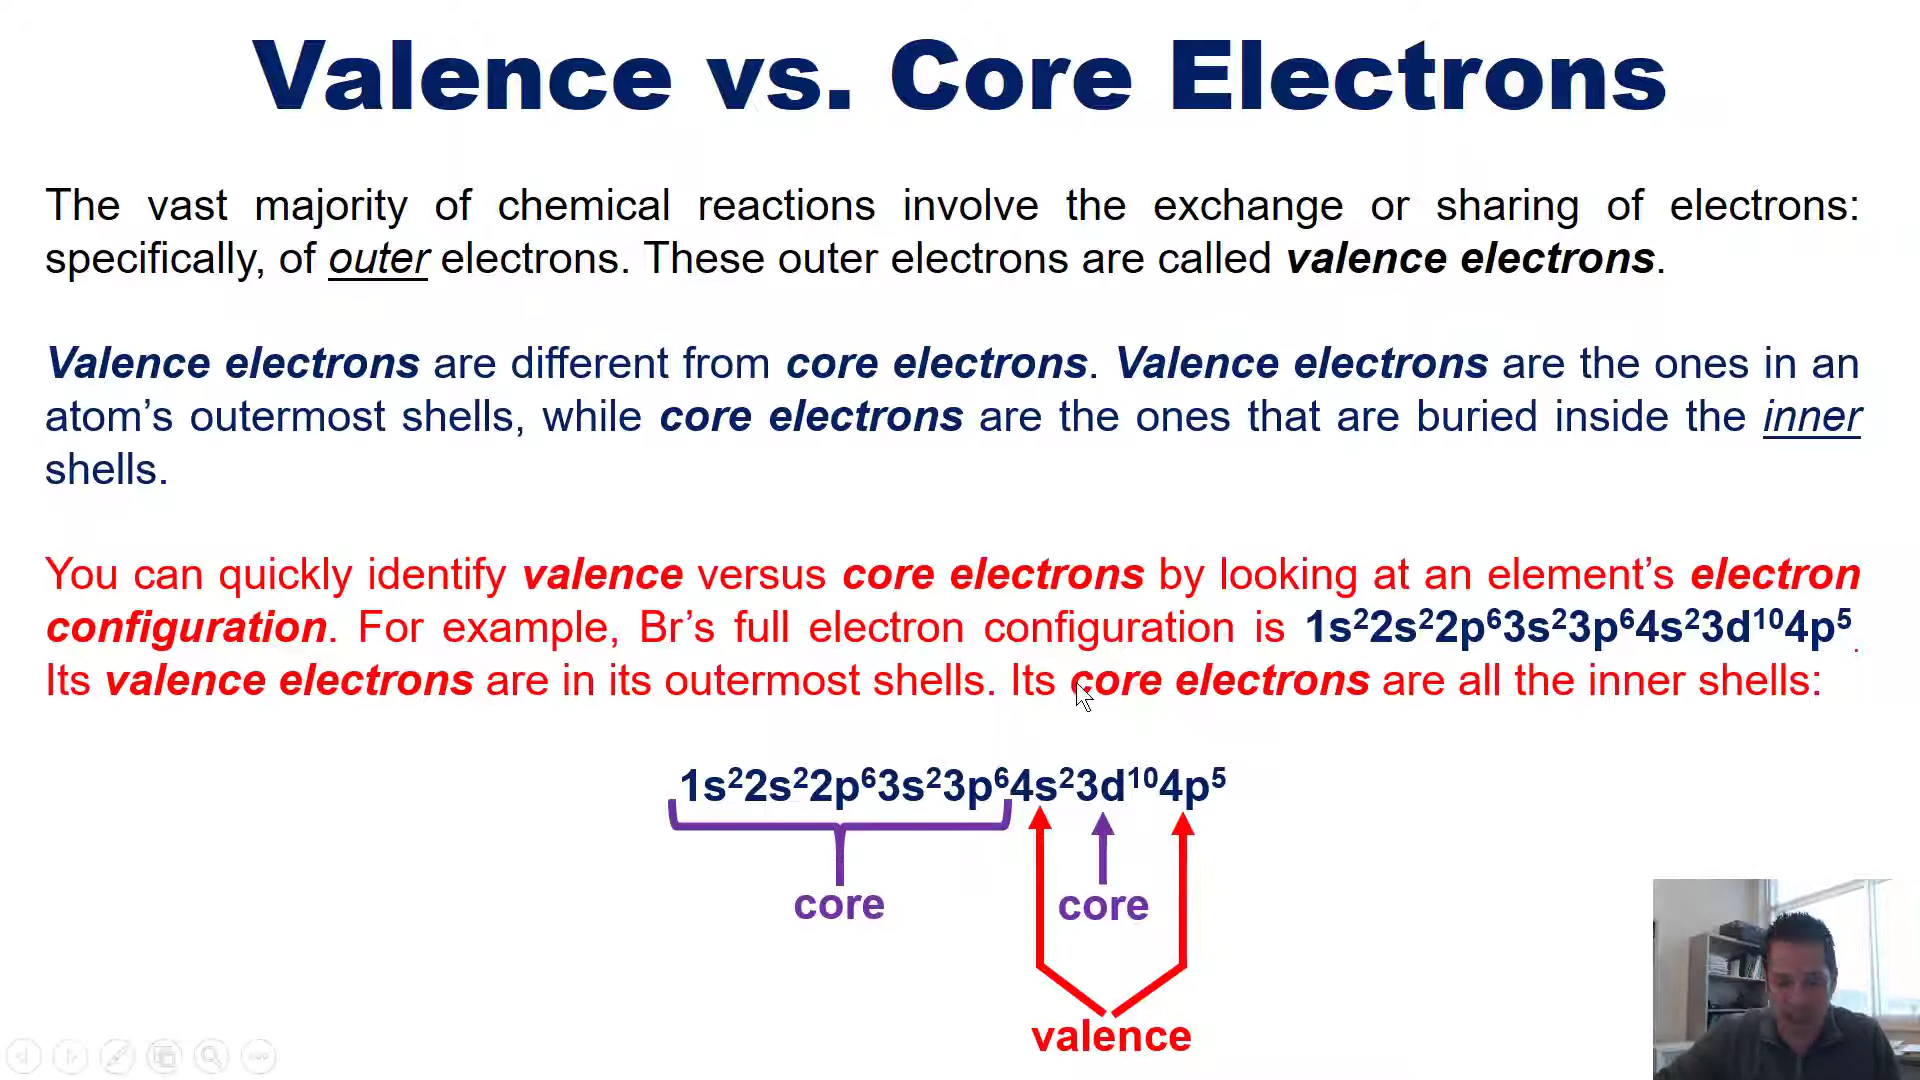 Valence vs. Core Electrons
The vast majority of chemical reactions involve the exchange or sharing of electrons:
specifically, of outer electrons. These outer electrons are called valence electrons.
Valence electrons are different from core electrons. Valence electrons are the ones in an
atom’s outermost shells, while core electrons are the ones that are buried inside the inner
shells.
You can quickly identify valence versus core electrons by looking at an element’s electron
configuration. For example, Br’s full electron configuration is 1s²2s²2p⁶3s²3p⁶4s²3d¹⁰4p⁵.
Its valence electrons are in its outermost shells. Its core electrons are all the inner shells:
1s²2s²2p⁶3s²3p⁶4s²3d¹⁰4p⁵
core core
valence